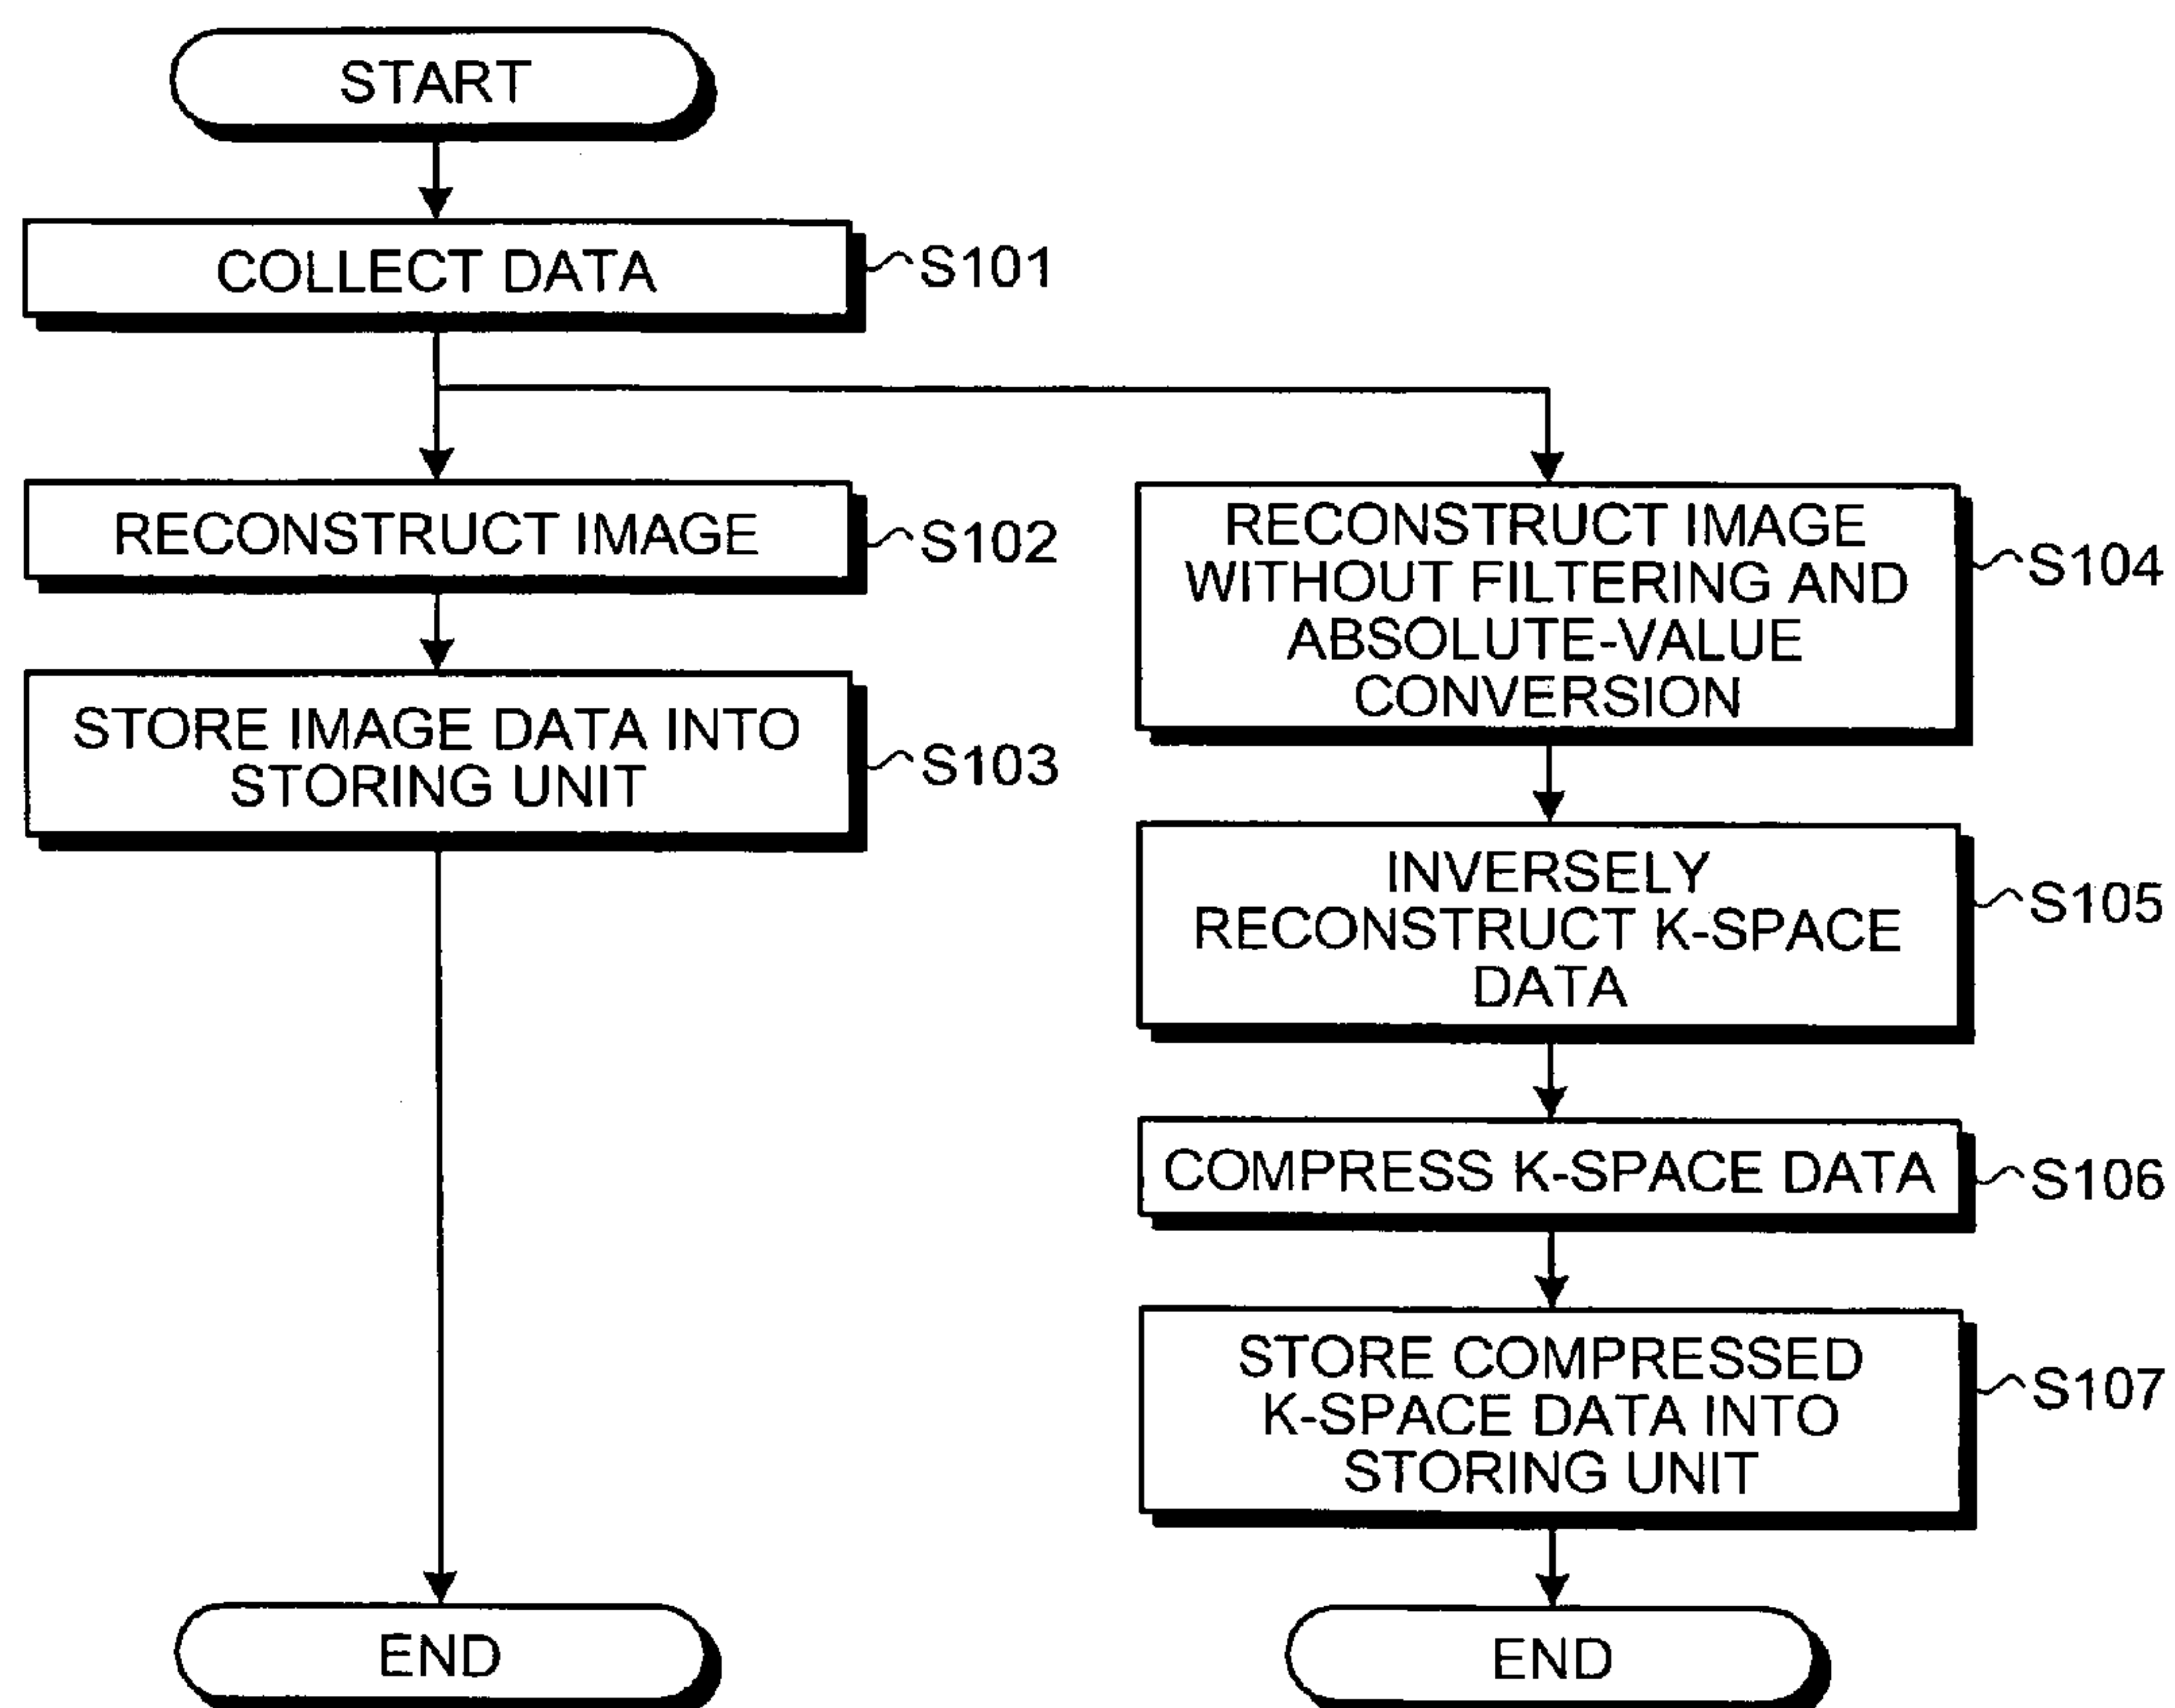 START
COLLECT DATA
S101
RECONSTRUCT IMAGE
S102
STORE IMAGE DATA INTO
STORING UNIT
S103
END
RECONSTRUCT IMAGE
WITHOUT FILTERING AND
ABSOLUTE-VALUE
CONVERSION
S104
INVERSELY
RECONSTRUCT K-SPACE
DATA
S105
COMPRESS K-SPACE DATA
S106
STORE COMPRESSED
K-SPACE DATA INTO
STORING UNIT
S107
END